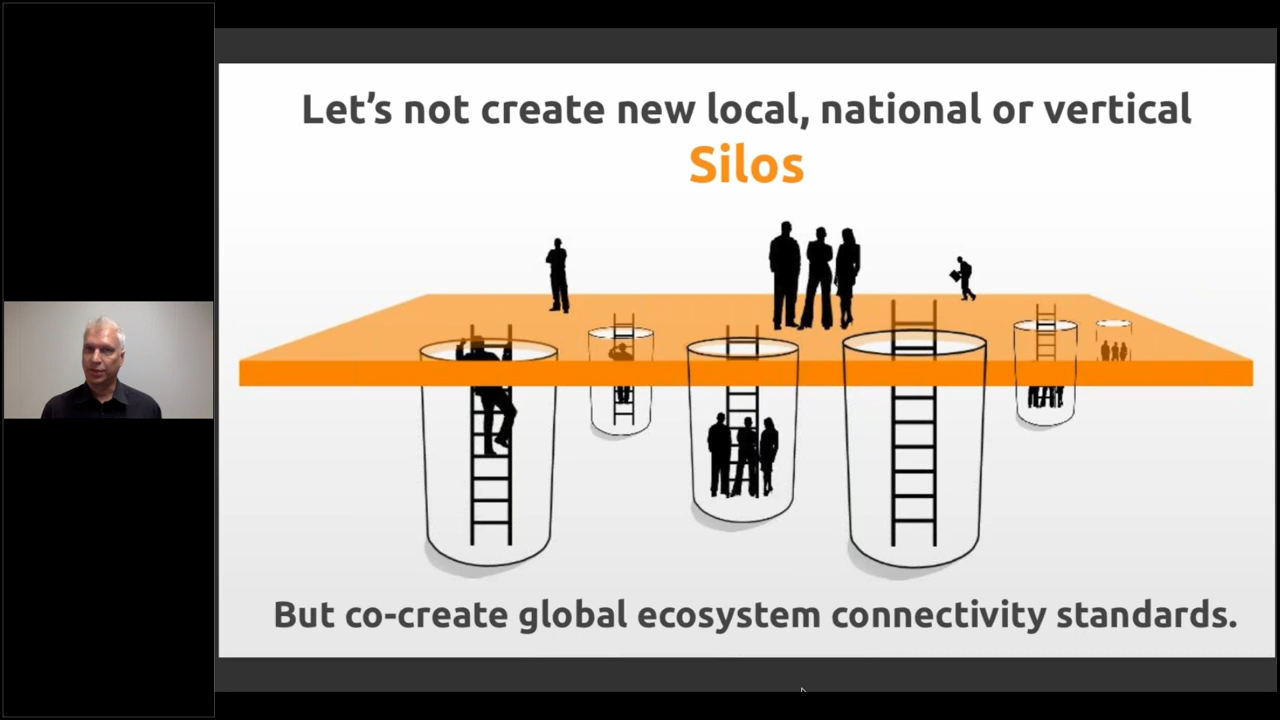 Let’s not create new local, national or vertical
Silos
But co-create global ecosystem connectivity standards.